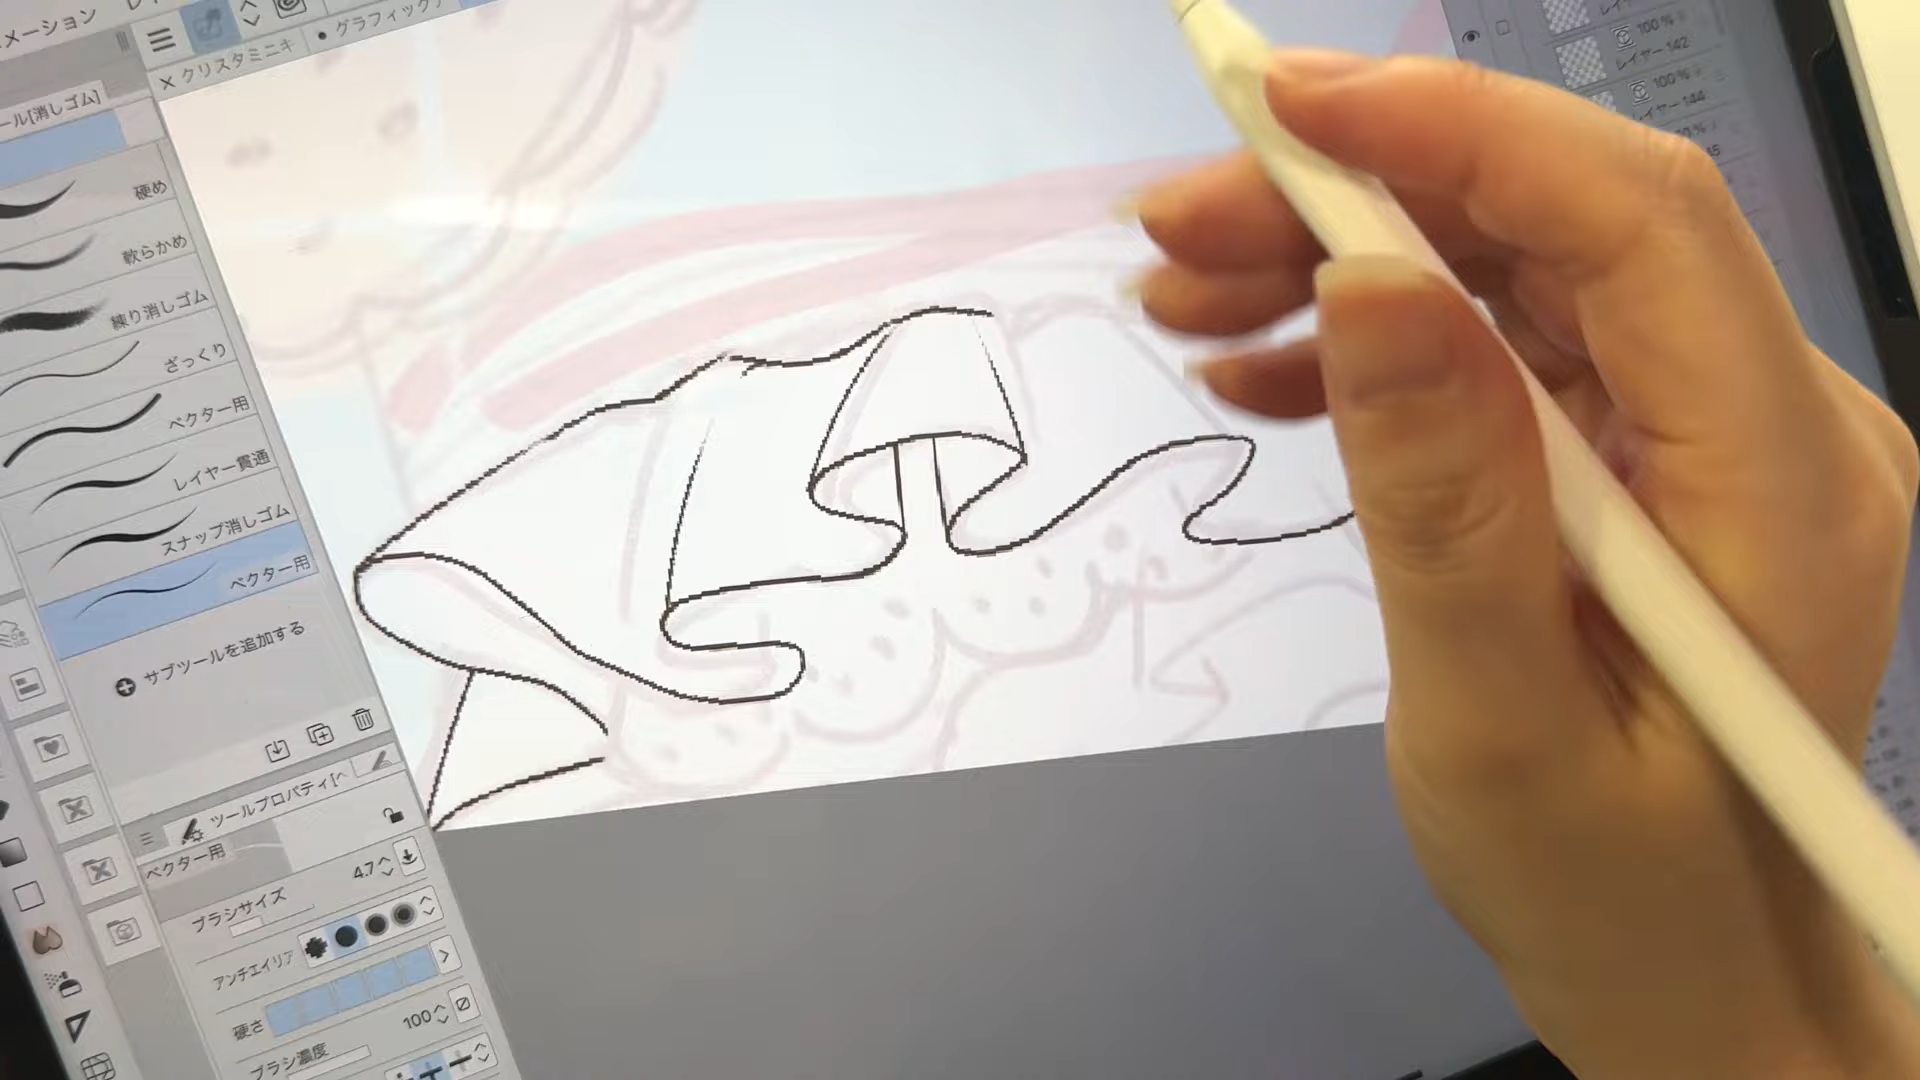 メーション
グラフィック
クリスタミニキ
ール[消しゴム]
硬め
軟らかめ
練り消しゴム
ざっくり
ベクター用
レイヤー貫通
スナップ消しゴム
ベクター用
サブツールを追加する
ツールプロパティ[ベ
ベクター用
ブラシサイズ 4.7
アンチエイリア
硬さ
ブラシ濃度 100
100%
レイヤー 142
100%
レイヤー 144